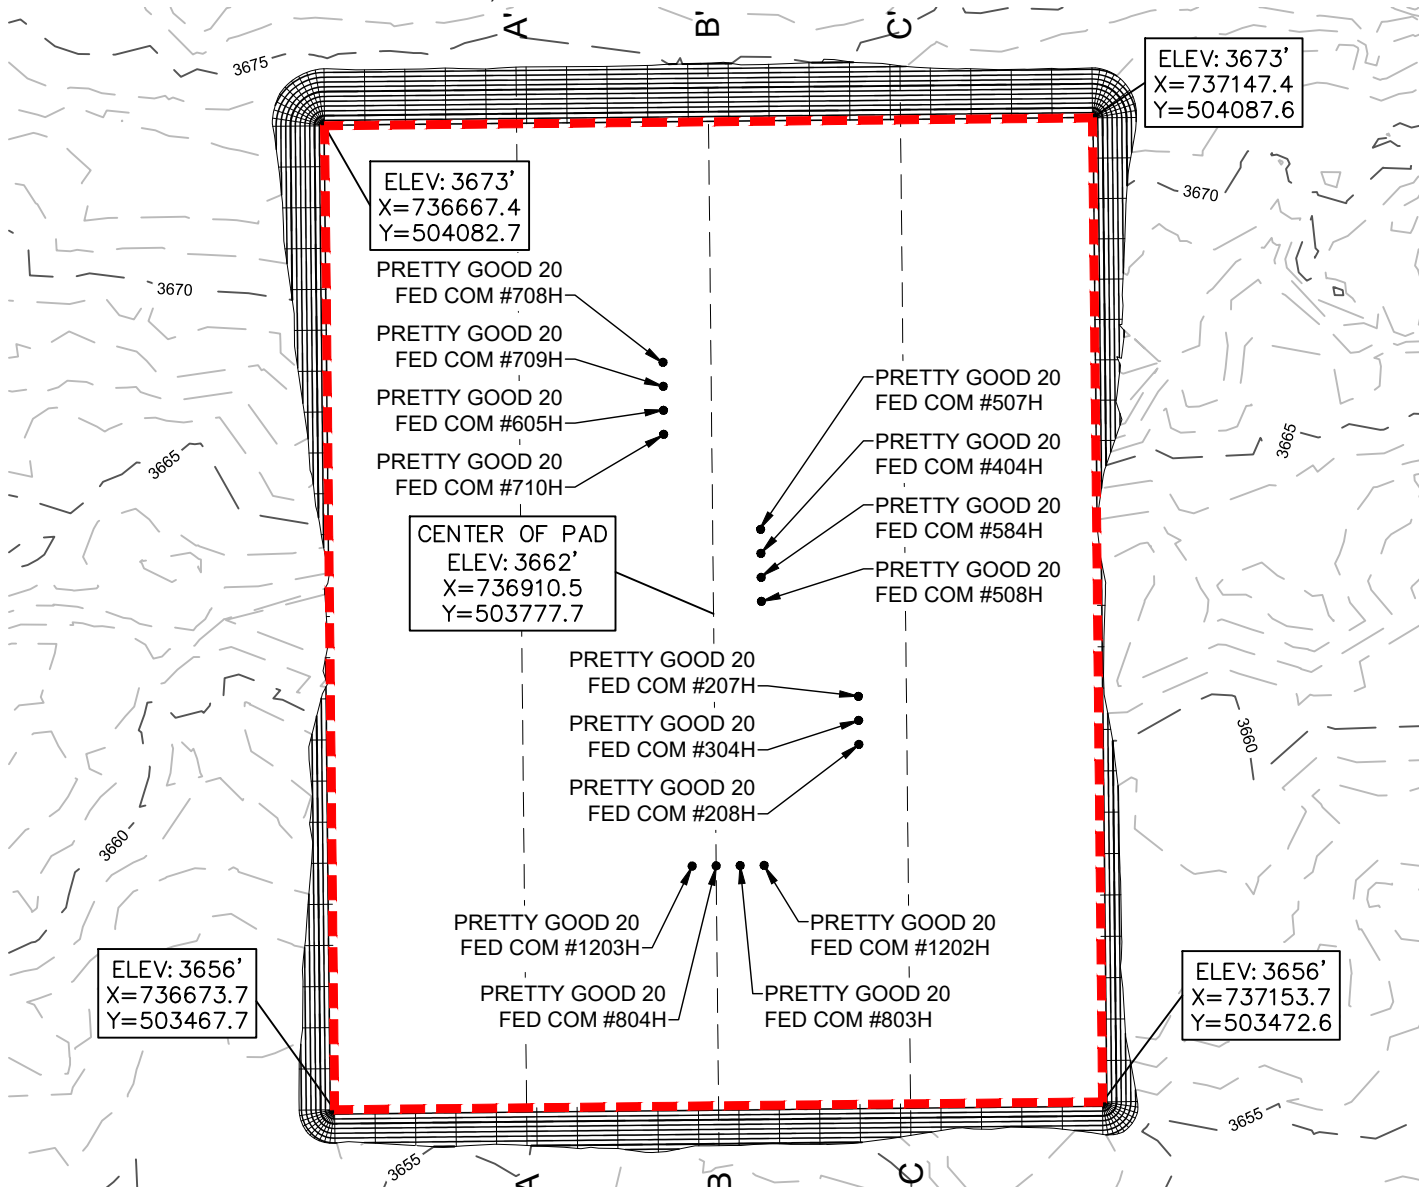 A'
B'
C'
3675
ELEV: 3673'
X=737147.4
Y=504087.6
ELEV: 3673'
X=736667.4
Y=504082.7
3670
3670
PRETTY GOOD 20
FED COM #708H
PRETTY GOOD 20
FED COM #709H
PRETTY GOOD 20
FED COM #605H
PRETTY GOOD 20
FED COM #710H
PRETTY GOOD 20
FED COM #507H
PRETTY GOOD 20
FED COM #404H
PRETTY GOOD 20
FED COM #584H
PRETTY GOOD 20
FED COM #508H
3665
3665
CENTER OF PAD
ELEV: 3662'
X=736910.5
Y=503777.7
PRETTY GOOD 20
FED COM #207H
PRETTY GOOD 20
FED COM #304H
PRETTY GOOD 20
FED COM #208H
3660
3660
PRETTY GOOD 20
FED COM #1203H
PRETTY GOOD 20
FED COM #1202H
PRETTY GOOD 20
FED COM #804H
PRETTY GOOD 20
FED COM #803H
ELEV: 3656'
X=736673.7
Y=503467.7
ELEV: 3656'
X=737153.7
Y=503472.6
3655
3655
A
B
C